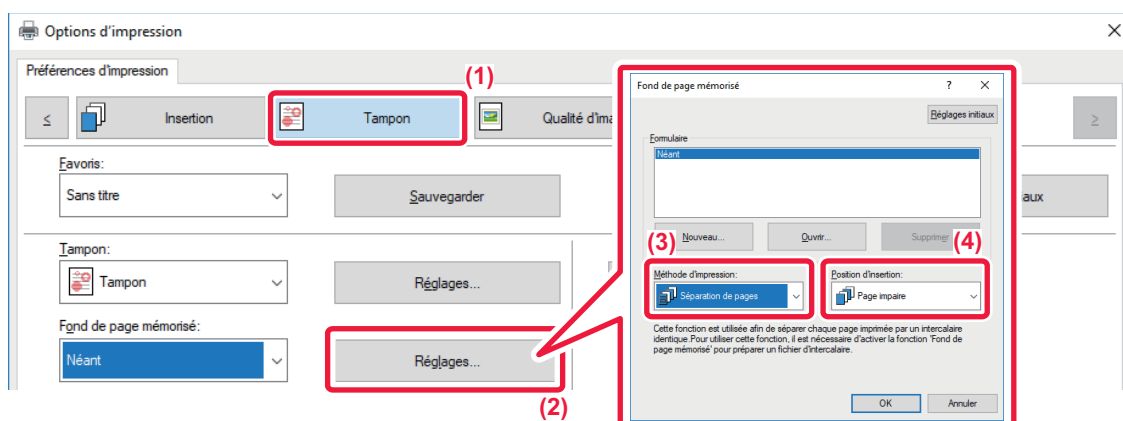 Options d'impression
Préférences d'impression
(1)
<
Insertion
Tampon
Qualité d'ima
>
Favoris:
Sans titre
Sauvegarder
iaux
Tampon:
Tampon
Réglages...
Fond de page mémorisé:
Néant
Réglages...
(2)
Fond de page mémorisé
?
Réglages initiaux
Formulaire
Néant
Nouveau...
Ouvrir...
Supprimer
(3)
(4)
Méthode d'impression:
Position d'insertion:
Séparation de pages
Page impaire
Cette fonction est utilisée afin de séparer chaque page imprimée par un intercalaire
identique.Pour utiliser cette fonction, il est nécessaire d'activer la fonction 'Fond de
page mémorisé' pour préparer un fichier d'intercalaire.
OK
Annuler